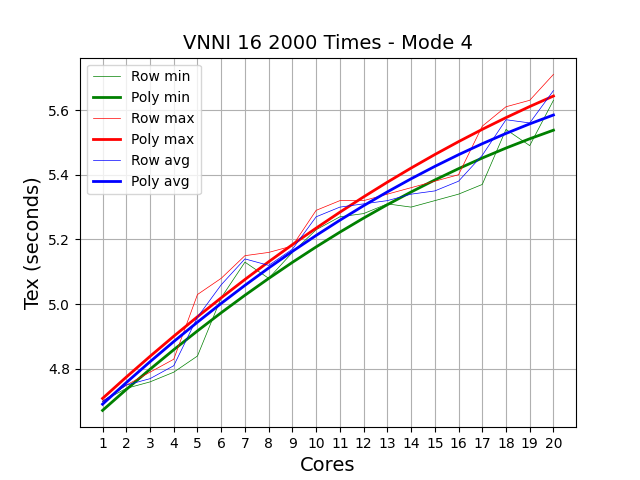 VNNI 16 2000 Times - Mode 4
Row min
Poly min
Row max
Poly max
Row avg
Poly avg
Tex (seconds)
5.6
5.4
5.2
5.0
4.8
1 2 3 4 5 6 7 8 9 10 11 12 13 14 15 16 17 18 19 20
Cores